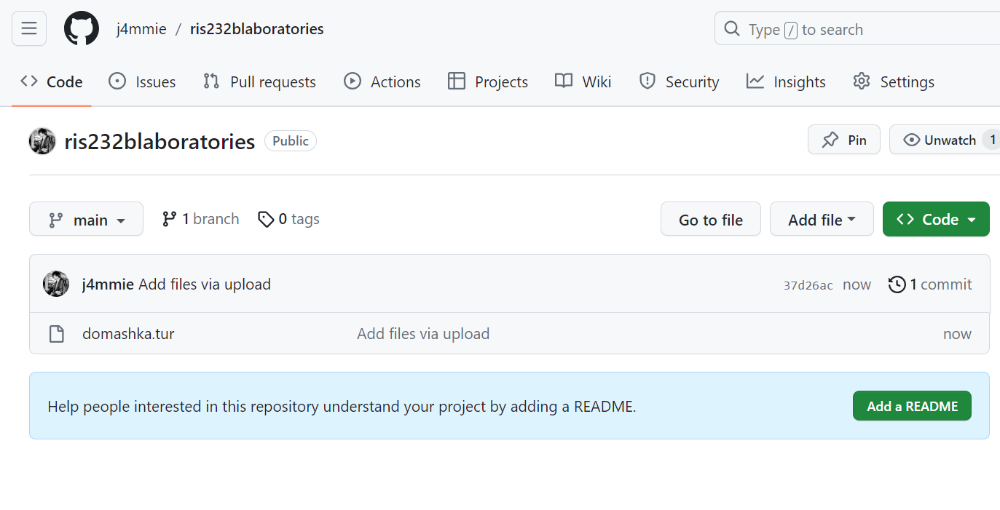 j4mmie / ris232blaboratories Type / to search
Code Issues Pull requests Actions Projects Wiki Security Insights Settings
ris232blaboratories Public Pin Unwatch 1
main 1 branch 0 tags Go to file Add file Code
j4mmie Add files via upload 37d26ac now 1 commit
domashka.tur Add files via upload now
Help people interested in this repository understand your project by adding a README. Add a README